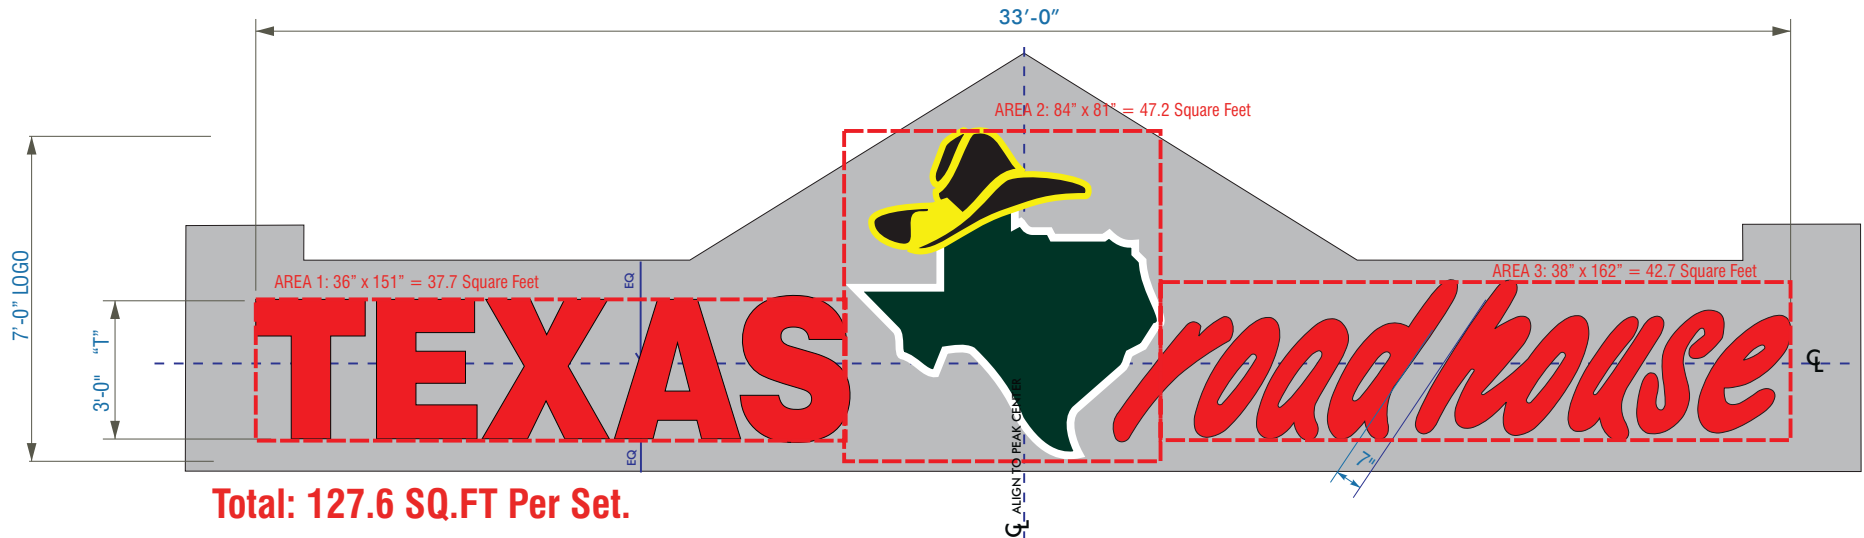 33’-0”
AREA 2: 84” x 81” = 47.2 Square Feet
7’-0” LOGO
3'-0" “T”
AREA 1: 36” x 151” = 37.7 Square Feet
EQ
AREA 3: 38” x 162” = 42.7 Square Feet
TEXAS
roadhouse
CL
EQ
7"
CL ALIGN TO PEAK CENTER
Total: 127.6 SQ.FT Per Set.